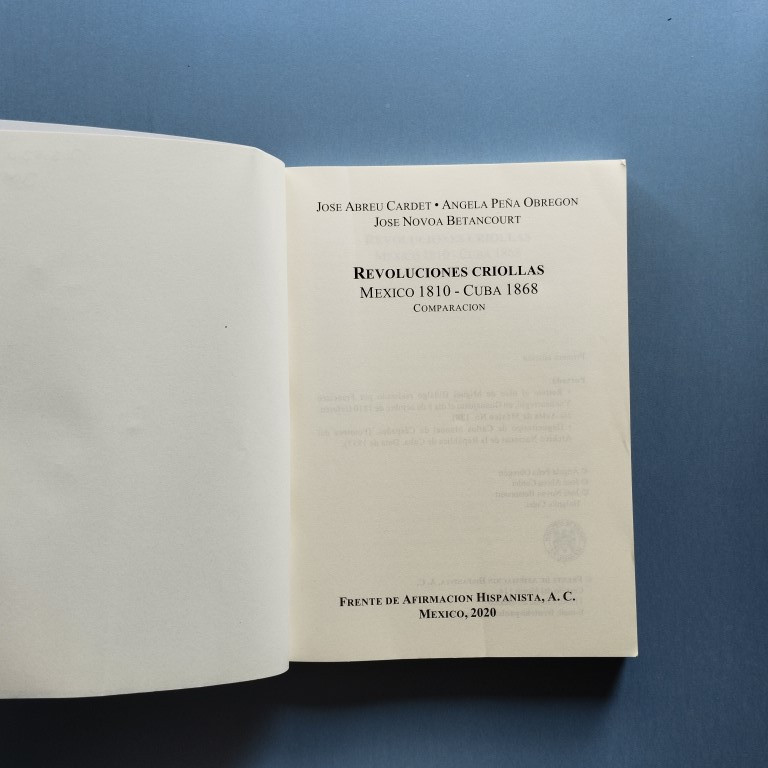 JOSE ABREU CARDET • ANGELA PEÑA OBREGON
JOSE NOVOA BETANCOURT
REVOLUCIONES CRIOLLAS
MEXICO 1810 - CUBA 1868
COMPARACION
FRENTE DE AFIRMACION HISPANISTA, A. C.
MEXICO, 2020